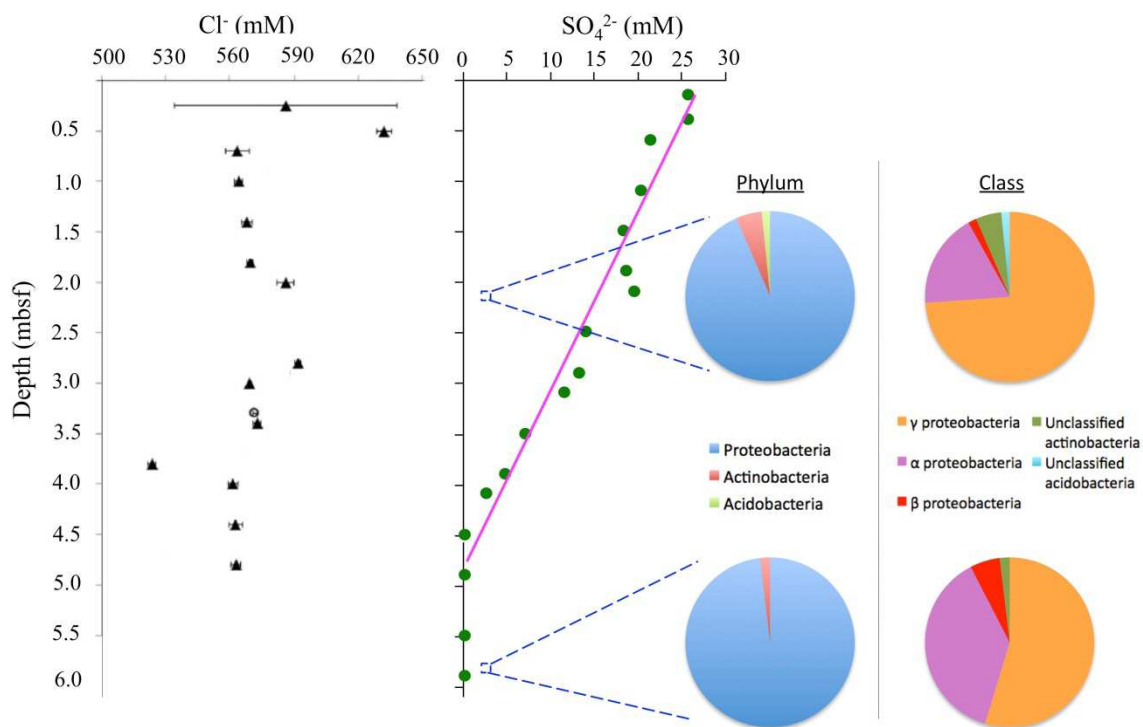 Cl⁻ (mM)
500 530 560 590 620 650
SO₄²⁻ (mM)
0 5 10 15 20 25 30
Depth (mbsf)
0.5
1.0
1.5
2.0
2.5
3.0
3.5
4.0
4.5
5.0
5.5
6.0
Phylum
Proteobacteria
Actinobacteria
Acidobacteria
Class
γ proteobacteria
α proteobacteria
β proteobacteria
Unclassified
actinobacteria
Unclassified
acidobacteria